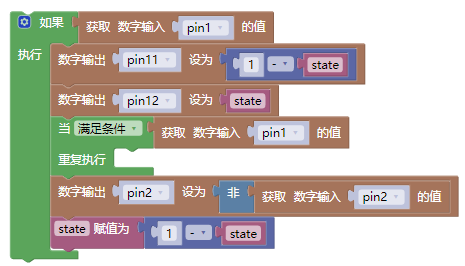 如果 获取 数字输入 pin1 的值
执行 数字输出 pin11 设为 1 - state
数字输出 pin12 设为 state
当 满足条件 获取 数字输入 pin1 的值
重复执行
数字输出 pin2 设为 非 获取 数字输入 pin2 的值
state 赋值为 1 - state